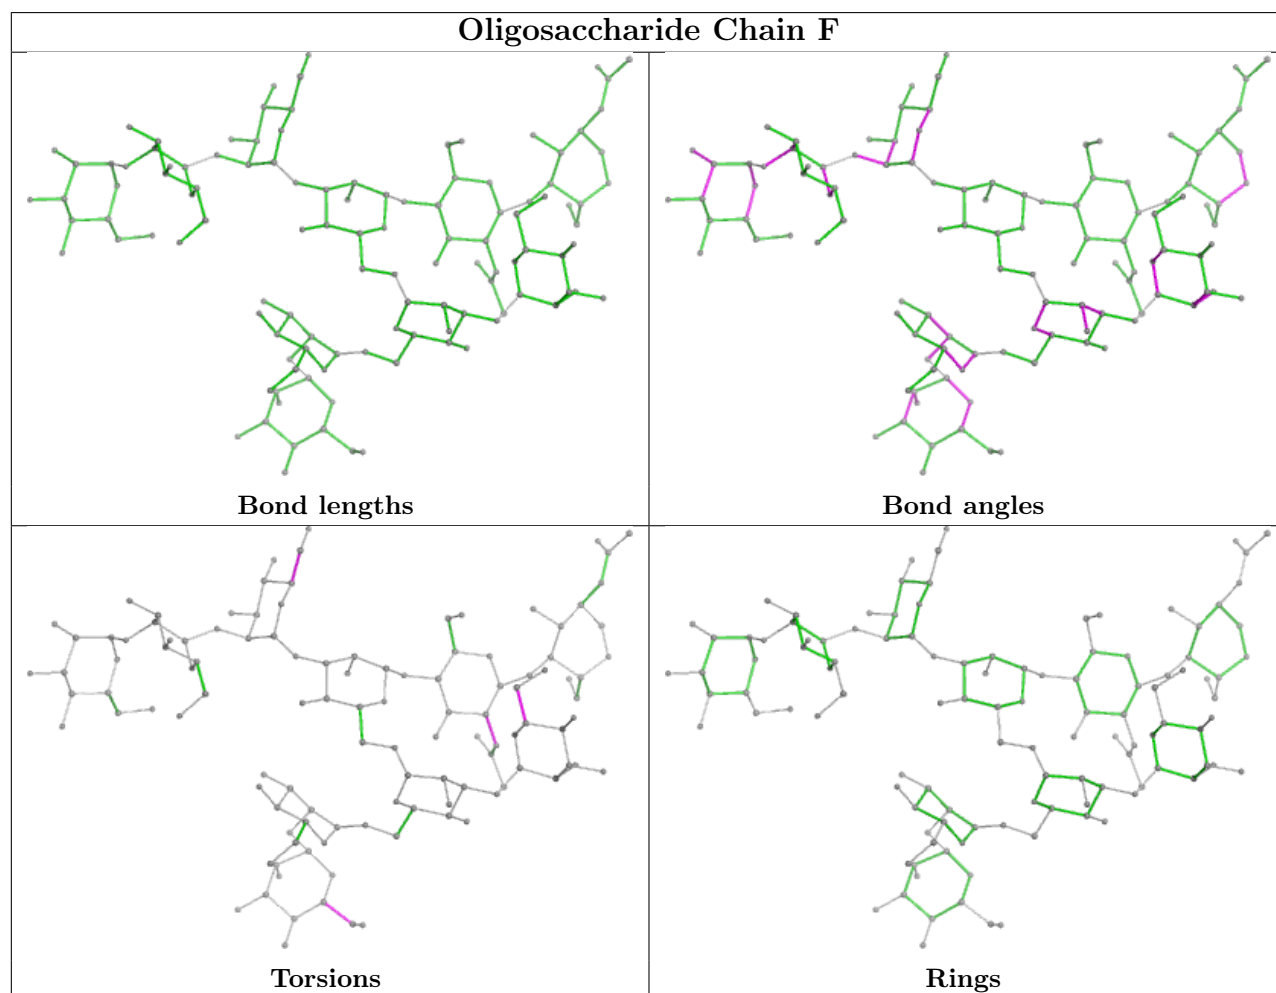 Oligosaccharide Chain F
Bond lengths
Bond angles
Torsions
Rings